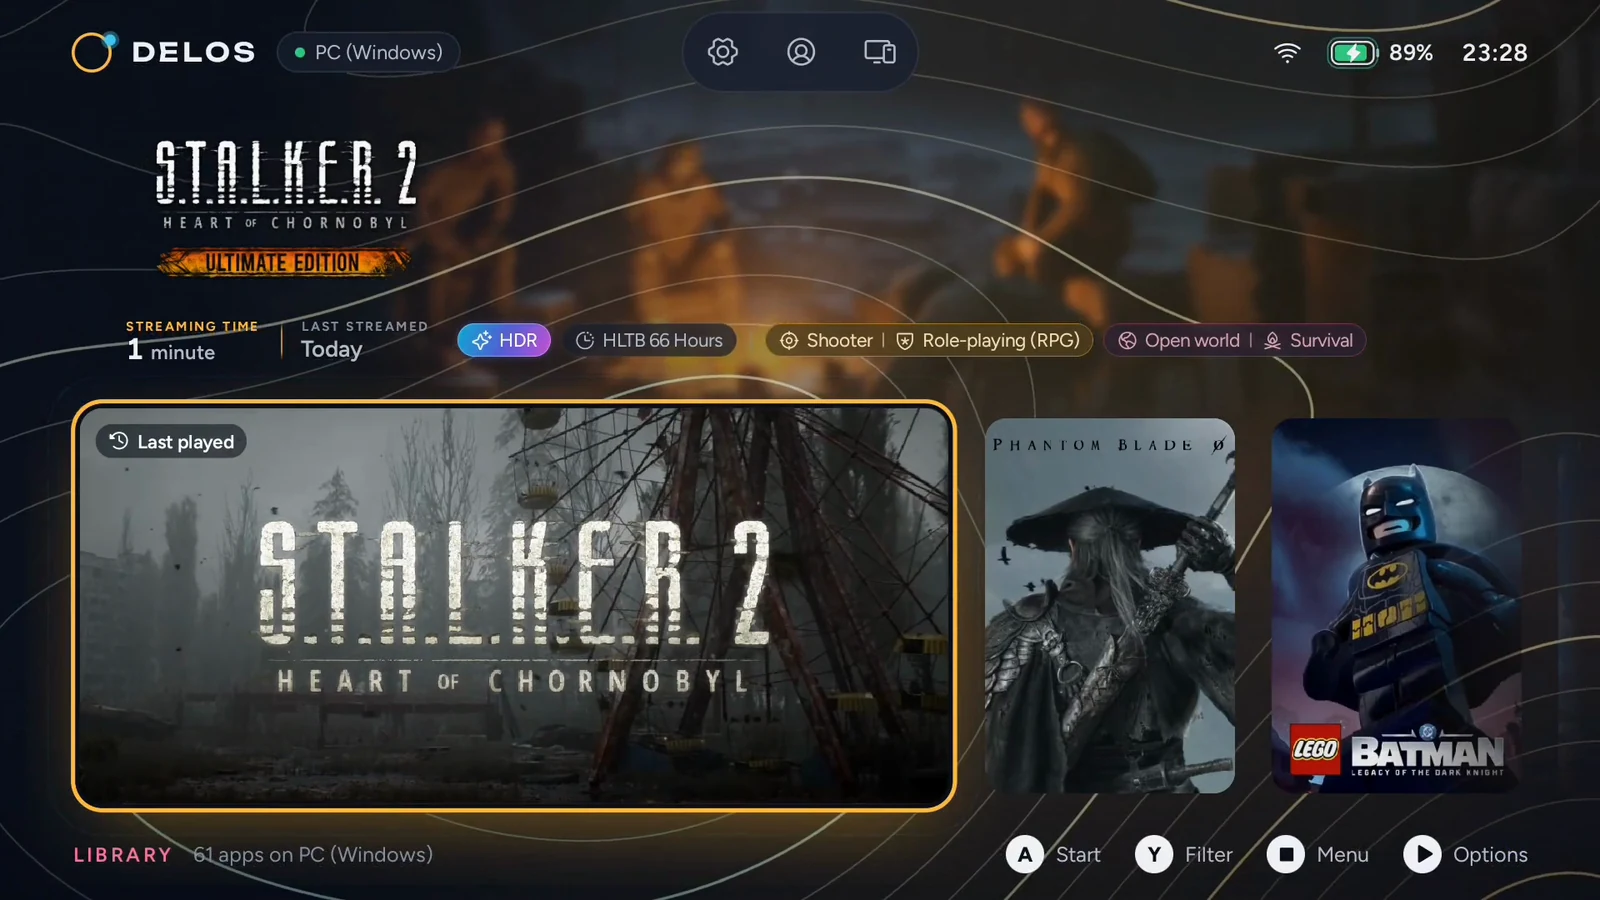 DELOS
PC (Windows)
89%
23:28
S.T.A.L.K.E.R. 2
HEART OF CHORNOBYL
ULTIMATE EDITION
STREAMING TIME
1 minute
LAST STREAMED
Today
HDR
HLTB 66 Hours
Shooter | Role-playing (RPG)
Open world | Survival
Last played
S.T.A.L.K.E.R. 2
HEART OF CHORNOBYL
PHANTOM BLADE 0
LEGO BATMAN
LEGACY OF THE DARK KNIGHT
LIBRARY 61 apps on PC (Windows)
A Start
Y Filter
Menu
Options